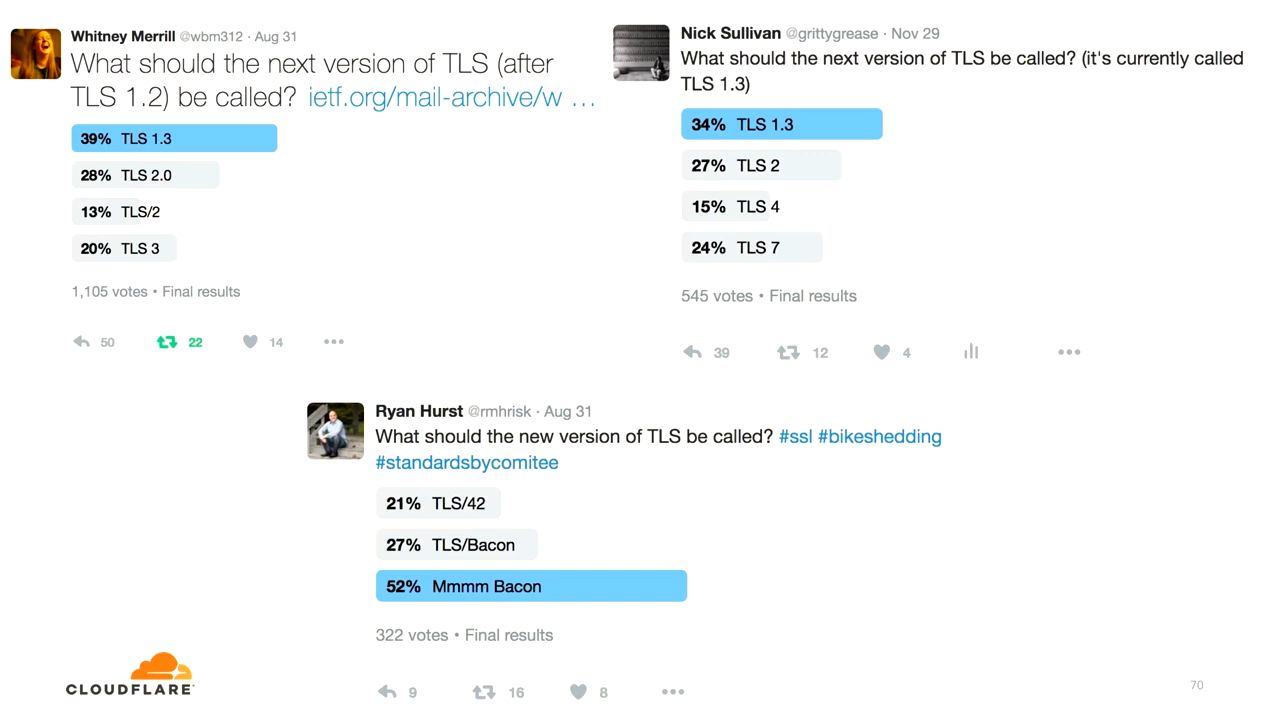 Whitney Merrill @wbm312 · Aug 31
What should the next version of TLS (after
TLS 1.2) be called? ietf.org/mail-archive/w …
39% TLS 1.3
28% TLS 2.0
13% TLS/2
20% TLS 3
1,105 votes • Final results
50 22 14
Nick Sullivan @grittygrease · Nov 29
What should the next version of TLS be called? (it's currently called
TLS 1.3)
34% TLS 1.3
27% TLS 2
15% TLS 4
24% TLS 7
545 votes • Final results
39 12 4
Ryan Hurst @rmhrisk · Aug 31
What should the new version of TLS be called? #ssl #bikeshedding
#standardsbycomitee
21% TLS/42
27% TLS/Bacon
52% Mmmm Bacon
322 votes • Final results
9 16 8
CLOUDFLARE
70